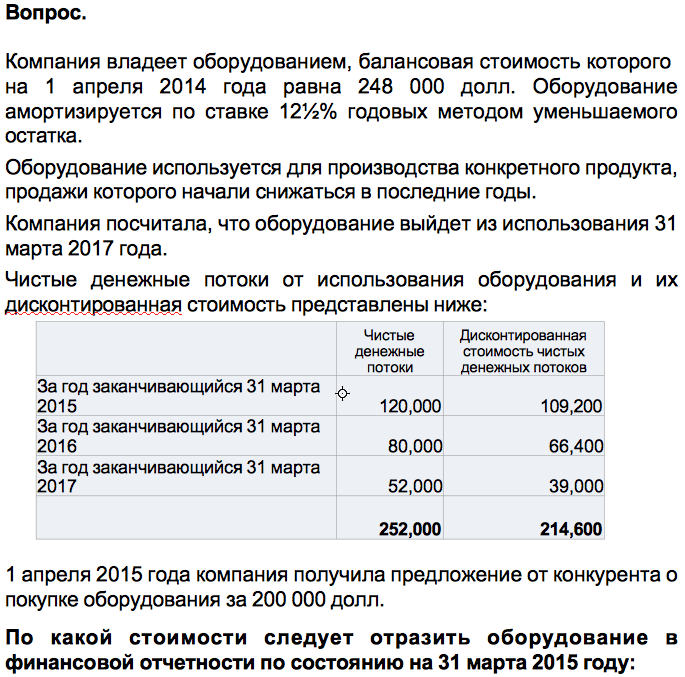 Вопрос.
Компания владеет оборудованием, балансовая стоимость которого
на 1 апреля 2014 года равна 248 000 долл. Оборудование
амортизируется по ставке 12½% годовых методом уменьшаемого
остатка.
Оборудование используется для производства конкретного продукта,
продажи которого начали снижаться в последние годы.
Компания посчитала, что оборудование выйдет из использования 31
марта 2017 года.
Чистые денежные потоки от использования оборудования и их
дисконтированная стоимость представлены ниже:
Чистые
денежные
потоки
Дисконтированная
стоимость чистых
денежных потоков
За год заканчивающийся 31 марта
2015 120,000 109,200
За год заканчивающийся 31 марта
2016 80,000 66,400
За год заканчивающийся 31 марта
2017 52,000 39,000
252,000 214,600
1 апреля 2015 года компания получила предложение от конкурента о
покупке оборудования за 200 000 долл.
По какой стоимости следует отразить оборудование в
финансовой отчетности по состоянию на 31 марта 2015 году: